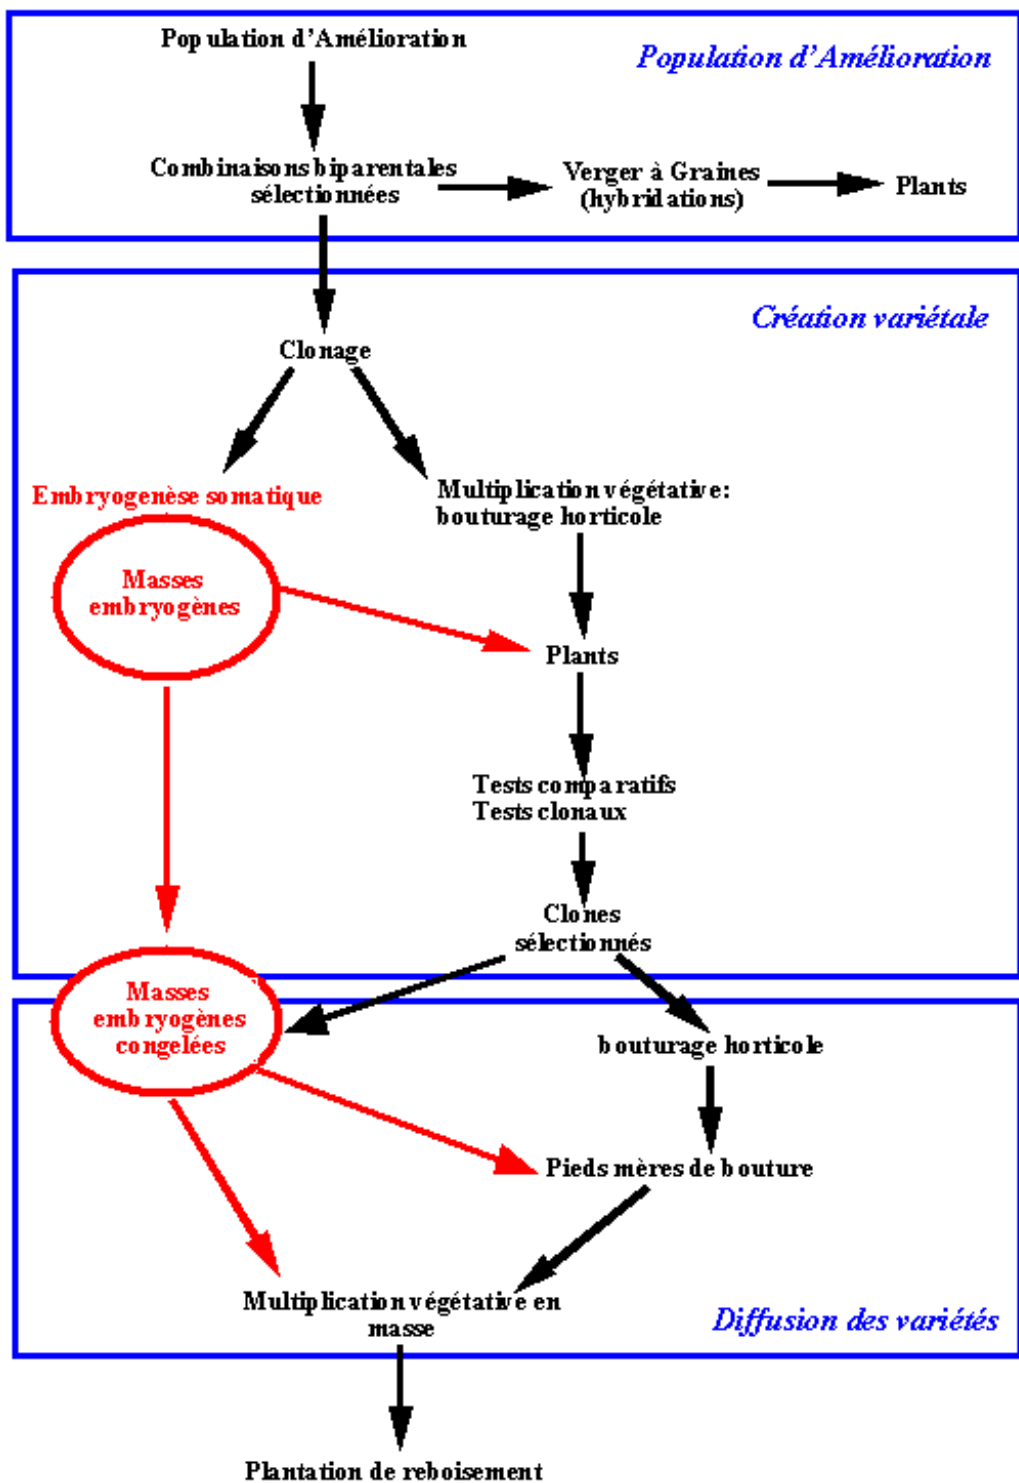 Population d'Amélioration
Population d'Amélioration
Combinaisons biparentales
sélectionnées
Verger à Graines
(hybridations)
Plants
Création variétale
Clonage
Embryogenèse somatique
Multiplication végétative:
bouturage horticole
Masses
embryogènes
Plants
Tests comparatifs
Tests clonaux
Clones
sélectionnés
Masses
embryogènes
congelées
bouturage horticole
Pieds mères de bouture
Multiplication végétative en
masse
Diffusion des variétés
Plantation de reboisement